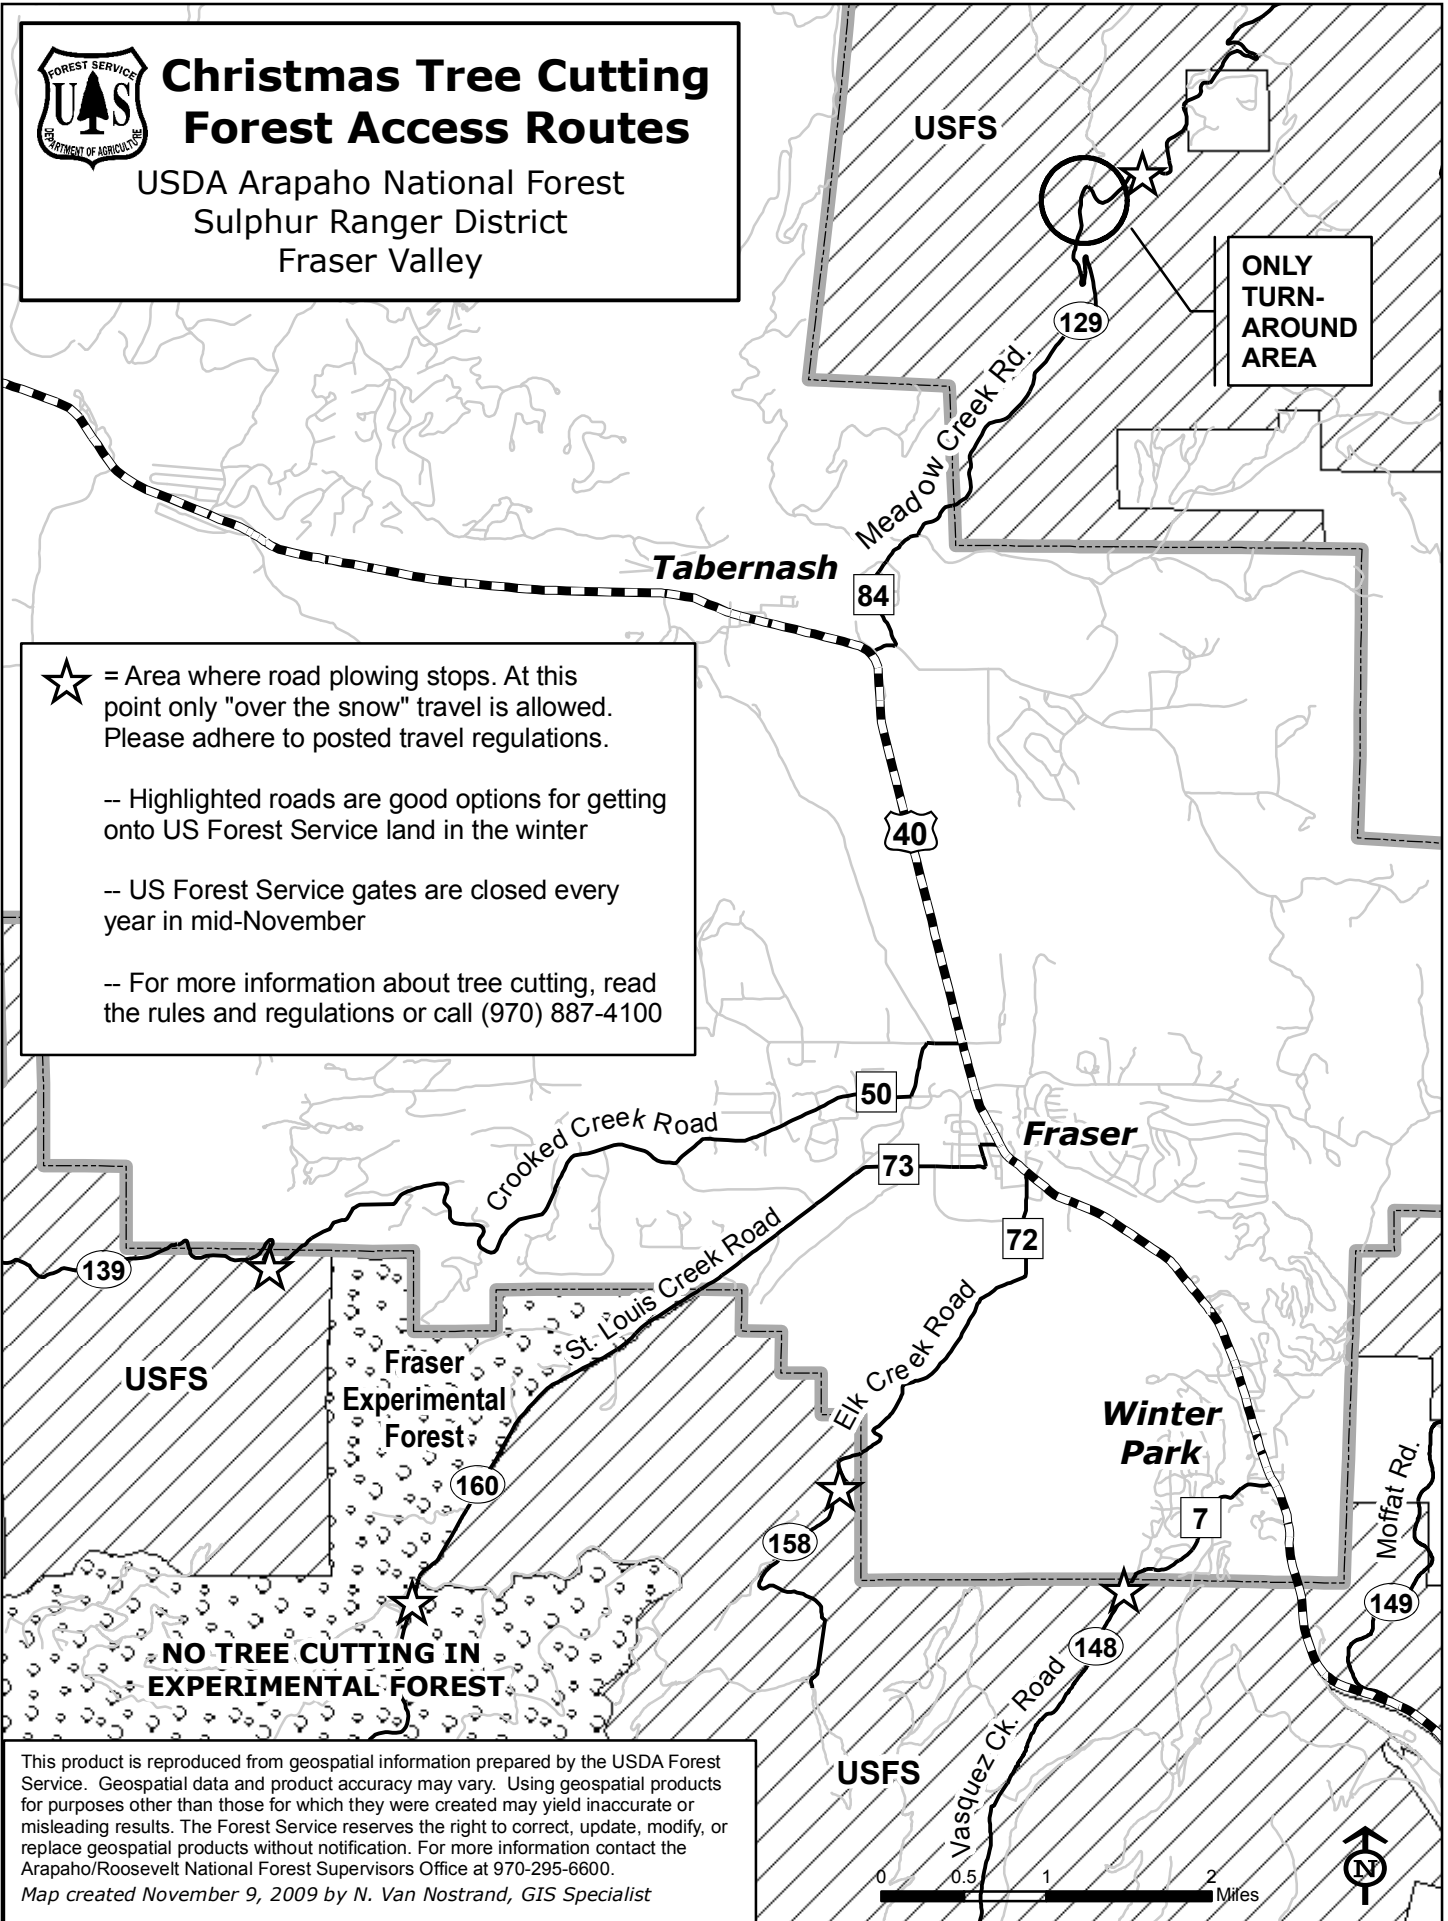 FOREST SERVICE
U S
DEPARTMENT OF AGRICULTURE
Christmas Tree Cutting
Forest Access Routes
USDA Arapaho National Forest
Sulphur Ranger District
Fraser Valley
USFS
ONLY
TURN-
AROUND
AREA
129
Meadow Creek Rd.
Tabernash
84
= Area where road plowing stops. At this
point only "over the snow" travel is allowed.
Please adhere to posted travel regulations.
-- Highlighted roads are good options for getting
onto US Forest Service land in the winter
-- US Forest Service gates are closed every
year in mid-November
-- For more information about tree cutting, read
the rules and regulations or call (970) 887-4100
40
50
Crooked Creek Road
Fraser
73
72
139
St. Louis Creek Road
Elk Creek Road
USFS
Fraser
Experimental
Forest
Winter
Park
160
7
Moffat Rd.
158
149
148
NO TREE CUTTING IN
EXPERIMENTAL FOREST
Vasquez Ck. Road
USFS
This product is reproduced from geospatial information prepared by the USDA Forest
Service.  Geospatial data and product accuracy may vary.  Using geospatial products
for purposes other than those for which they were created may yield inaccurate or
misleading results. The Forest Service reserves the right to correct, update, modify, or
replace geospatial products without notification. For more information contact the
Arapaho/Roosevelt National Forest Supervisors Office at 970-295-6600.
Map created November 9, 2009 by N. Van Nostrand, GIS Specialist
0 0.5 1 2
Miles
N